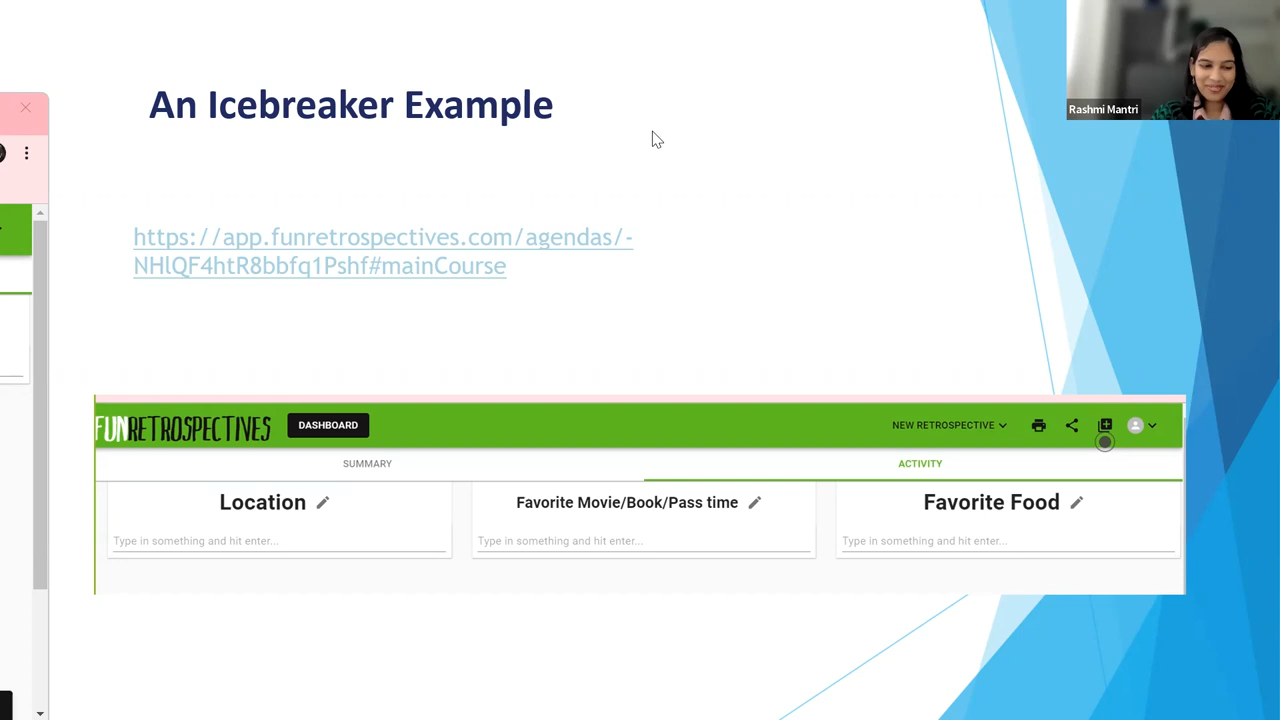 An Icebreaker Example
Rashmi Mantri
https://app.funretrospectives.com/agendas/-
NHlQF4htR8bbfq1Pshf#mainCourse
FUNRETROSPECTIVES
DASHBOARD
NEW RETROSPECTIVE
SUMMARY
ACTIVITY
Location
Favorite Movie/Book/Pass time
Favorite Food
Type in something and hit enter...
Type in something and hit enter...
Type in something and hit enter...